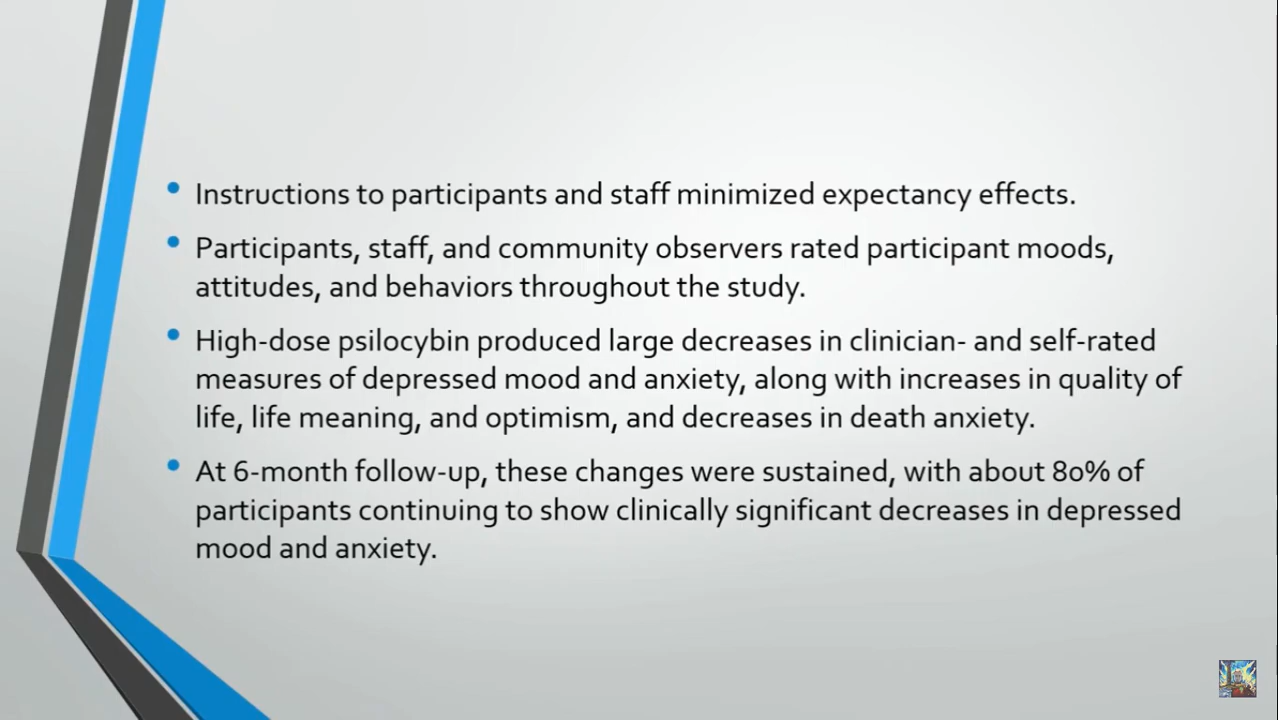 • Instructions to participants and staff minimized expectancy effects.
• Participants, staff, and community observers rated participant moods,
attitudes, and behaviors throughout the study.
• High-dose psilocybin produced large decreases in clinician- and self-rated
measures of depressed mood and anxiety, along with increases in quality of
life, life meaning, and optimism, and decreases in death anxiety.
• At 6-month follow-up, these changes were sustained, with about 80% of
participants continuing to show clinically significant decreases in depressed
mood and anxiety.